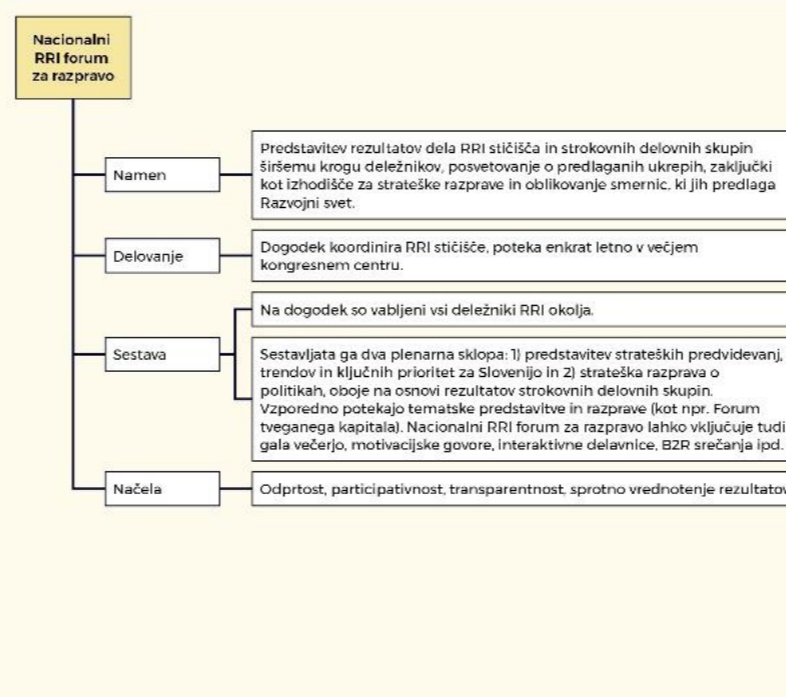 Nacionalni
RRI forum
za razpravo
Namen
Predstavitev rezultatov dela RRI stičišča in strokovnih delovnih skupin
širšemu krogu deležnikov, posvetovanje o predlaganih ukrepih, zaključki
kot izhodišče za strateške razprave in oblikovanje smernic, ki jih predlaga
Razvojni svet.
Delovanje
Dogodek koordinira RRI stičišče, poteka enkrat letno v večjem
kongresnem centru.
Sestava
Na dogodek so vabljeni vsi deležniki RRI okolja.
Sestavljata ga dva plenarna sklopa: 1) predstavitev strateških predvidevanj,
trendov in ključnih prioritet za Slovenijo in 2) strateška razprava o
politikah, oboje na osnovi rezultatov strokovnih delovnih skupin.
Vzporedno potekajo tematske predstavitve in razprave (kot npr. Forum
tveganega kapitala). Nacionalni RRI forum za razpravo lahko vključuje tudi
gala večerjo, motivacijske govore, interaktivne delavnice, B2R srečanja ipd.
Načela
Odprtost, participativnost, transparentnost, sprotno vrednotenje rezultatov